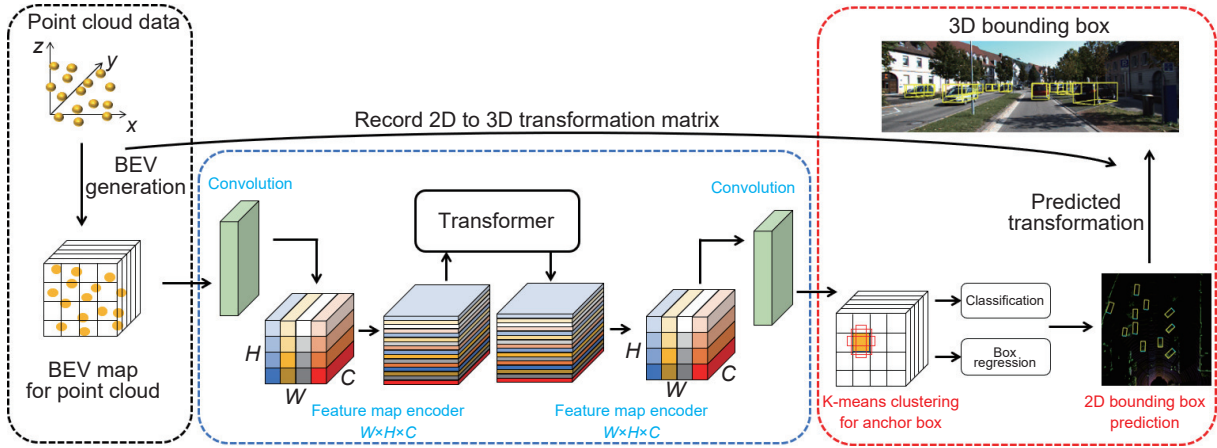 Point cloud data
z
y
x
BEV
generation
BEV map
for point cloud
Record 2D to 3D transformation matrix
Convolution
Transformer
Convolution
H
W
C
Feature map encoder
W×H×C
H
W
C
Feature map encoder
W×H×C
3D bounding box
Predicted
transformation
Classification
Box
regression
K-means clustering
for anchor box
2D bounding box
prediction